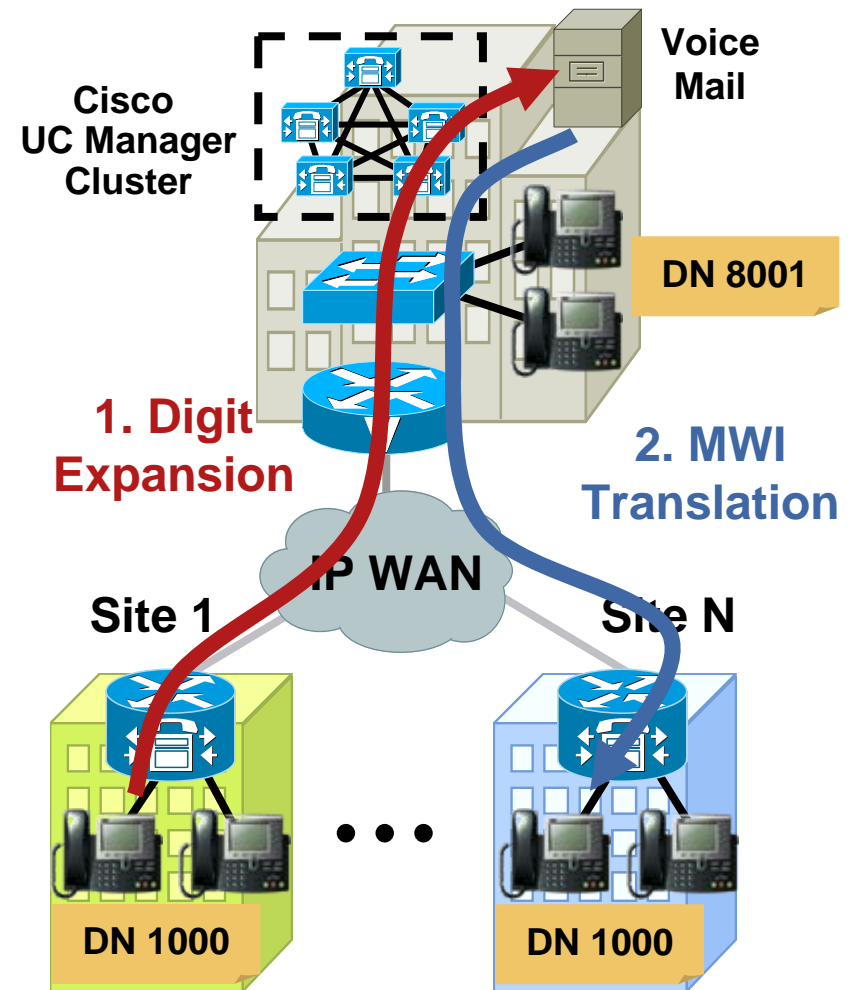 Voice
Mail
Cisco
UC Manager
Cluster
DN 8001
1. Digit
Expansion
2. MWI
Translation
IP WAN
Site 1
Site N
DN 1000
DN 1000